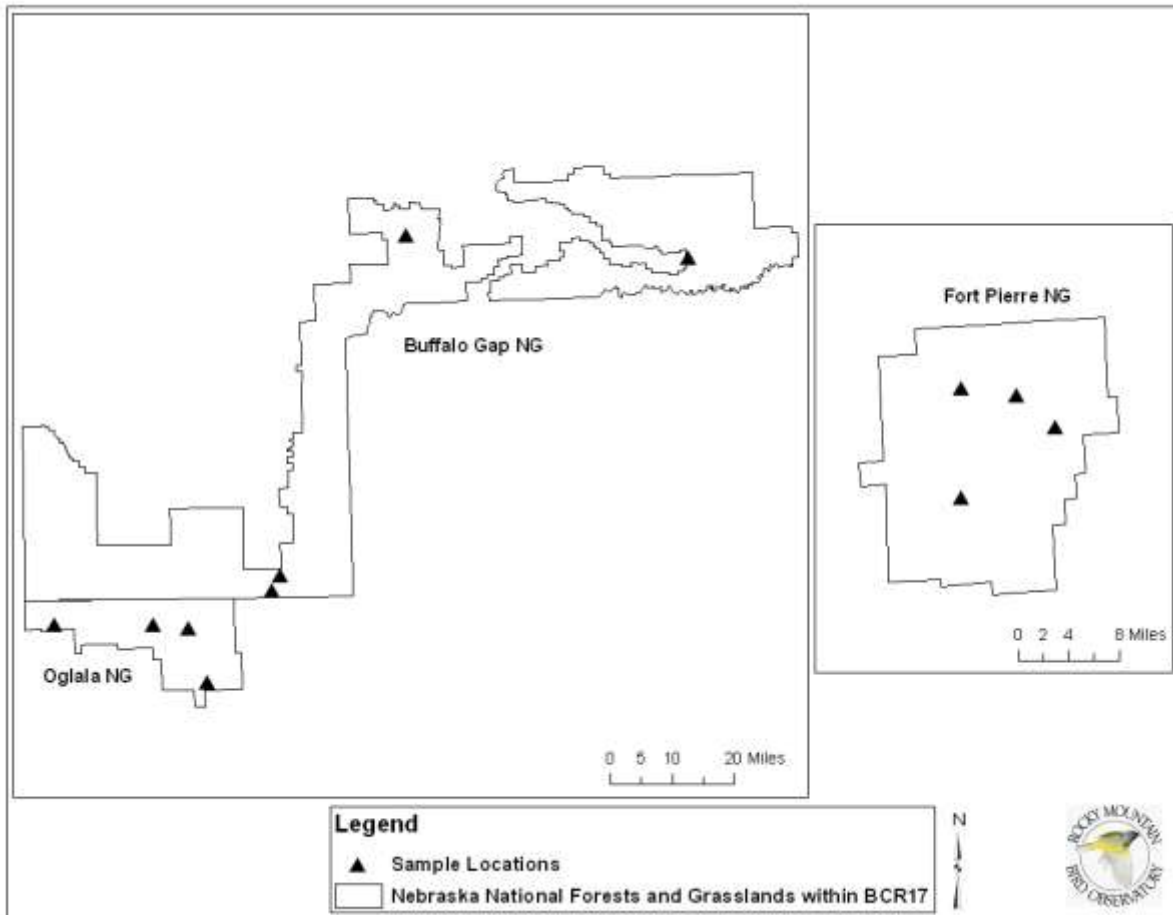 Fort Pierre NG
Buffalo Gap NG
0 2 4 8 Miles
Oglala NG
0 5 10 20 Miles
Legend
Sample Locations
Nebraska National Forests and Grasslands within BCR17
N
ROCKY MOUNTAIN
BIRD OBSERVATORY